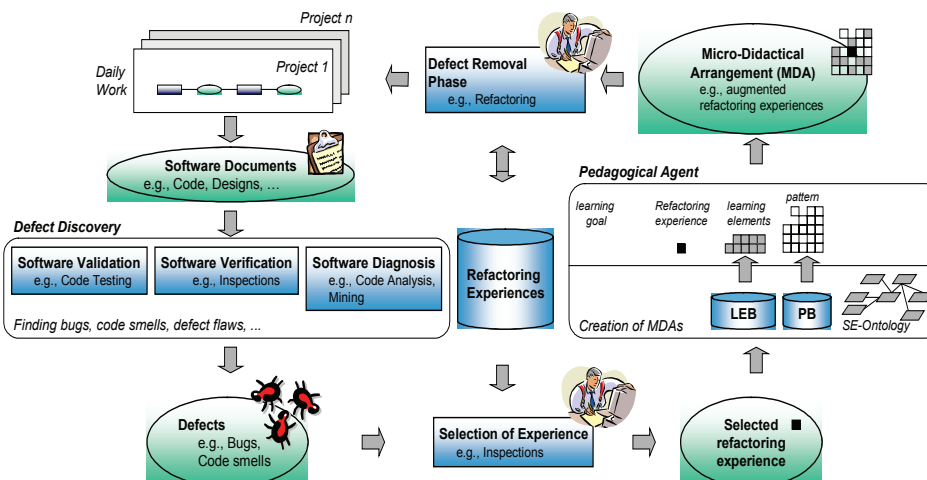 Project n
Project 1
Daily
Work
Software Documents
e.g., Code, Designs, …
Defect Discovery
Software Validation
e.g., Code Testing
Software Verification
e.g., Inspections
Software Diagnosis
e.g., Code Analysis,
Mining
Finding bugs, code smells, defect flaws, ...
Defects
e.g., Bugs,
Code smells
Defect Removal
Phase
e.g., Refactoring
Refactoring
Experiences
Selection of Experience
e.g., Inspections
Micro-Didactical
Arrangement (MDA)
e.g., augmented
refactoring experiences
Pedagogical Agent
learning
goal
Refactoring
experience
learning
elements
pattern
LEB
PB
Creation of MDAs
SE-Ontology
Selected
refactoring
experience